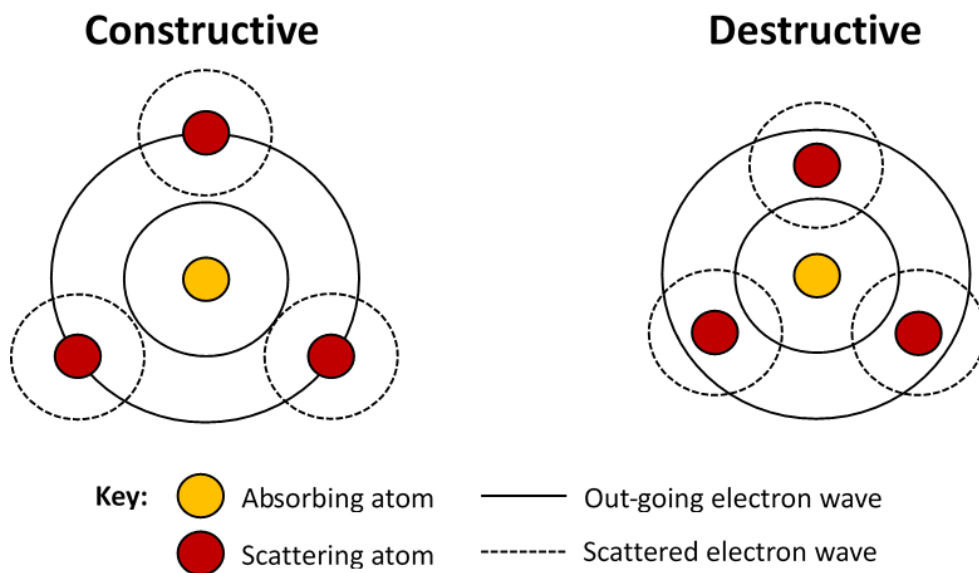 Constructive
Destructive
Key:
Absorbing atom
Out-going electron wave
Scattering atom
Scattered electron wave